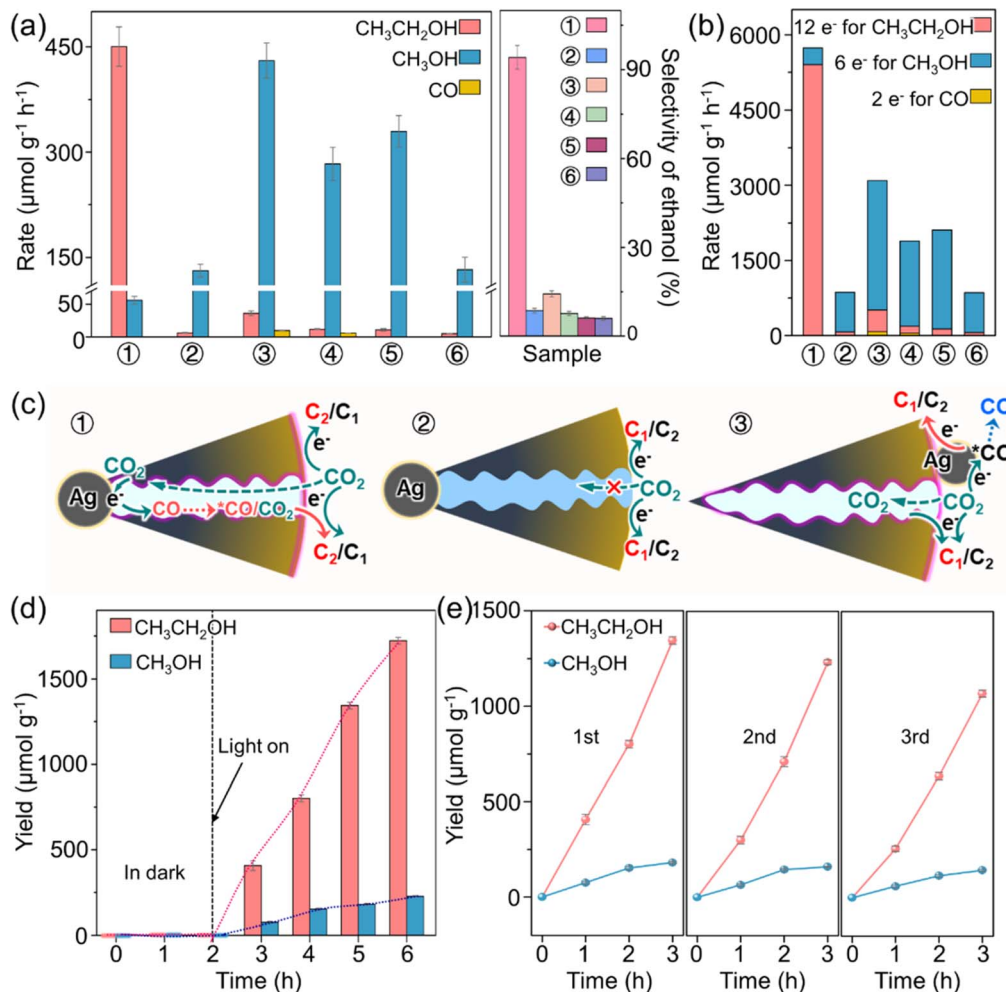 (a)
CH₃CH₂OH
CH₃OH
CO
Rate (μmol g⁻¹ h⁻¹)
450
300
150
50
0
① ② ③ ④ ⑤ ⑥
①
②
③
④
⑤
⑥
90
60
30
0
Selectivity of ethanol (%)
Sample
(b)
12 e⁻ for CH₃CH₂OH
6 e⁻ for CH₃OH
2 e⁻ for CO
Rate (μmol g⁻¹ h⁻¹)
6000
4500
3000
1500
0
① ② ③ ④ ⑤ ⑥
(c)
①
C₂/C₁
e⁻
CO₂
CO₂
Ag
e⁻
CO
*CO/CO₂
e⁻
C₂/C₁
②
C₁/C₂
e⁻
Ag
CO₂
e⁻
C₁/C₂
③
C₁/C₂
CO
e⁻
*CO
Ag
e⁻
CO₂
CO₂
e⁻
C₁/C₂
(d)
CH₃CH₂OH
CH₃OH
Yield (μmol g⁻¹)
1500
1000
500
0
Light on
In dark
0 1 2 3 4 5 6
Time (h)
(e)
CH₃CH₂OH
CH₃OH
Yield (μmol g⁻¹)
1500
1000
500
0
1st
2nd
3rd
0 1 2 3
0 1 2 3
0 1 2 3
Time (h)
Time (h)
Time (h)